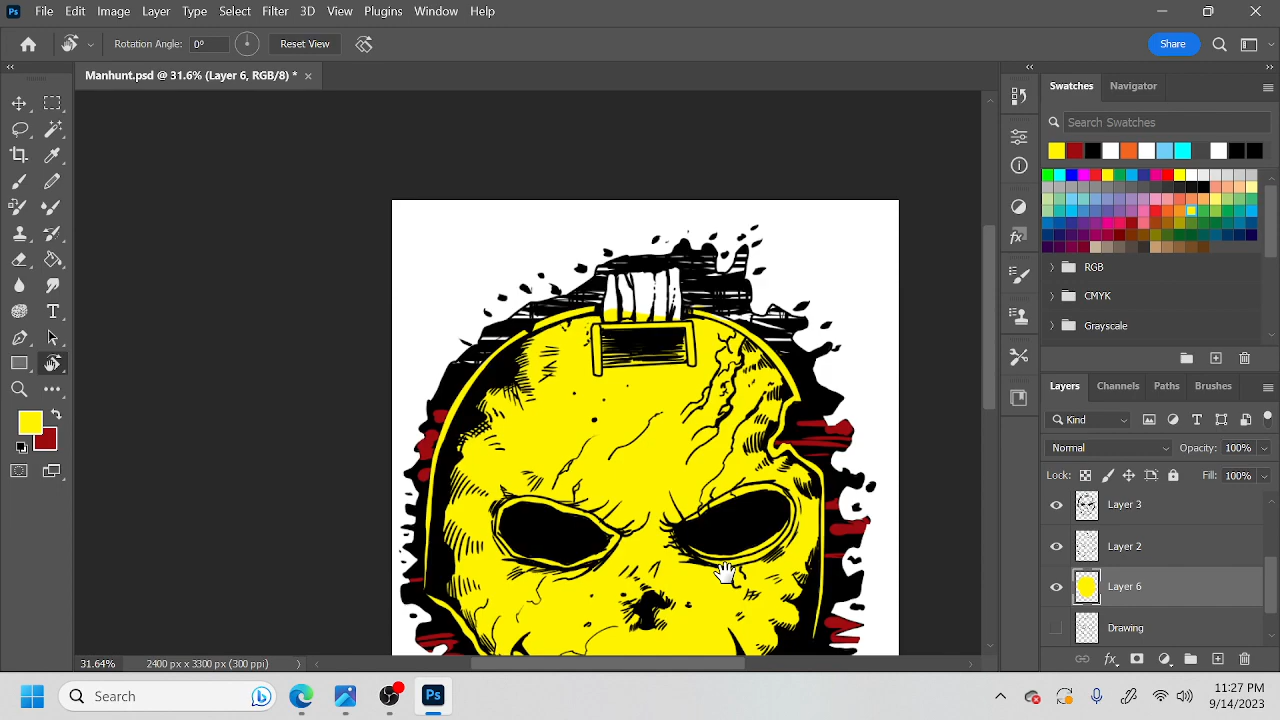 Ps File Edit Image Layer Type Select Filter 3D View Plugins Window Help
Rotation Angle: 0° Reset View Share
Manhunt.psd @ 31.6% (Layer 6, RGB/8) *
Swatches Navigator
Search Swatches
RGB
CMYK
Grayscale
Layers Channels Paths Brushes
Kind
Normal Opacity: 100%
Lock: Fill: 100%
Layer 3
Layer 2
Layer 6
Drawing
31.64% 2400 px x 3300 px (300 ppi)
Search Ps 11:27 PM
9/14/2023